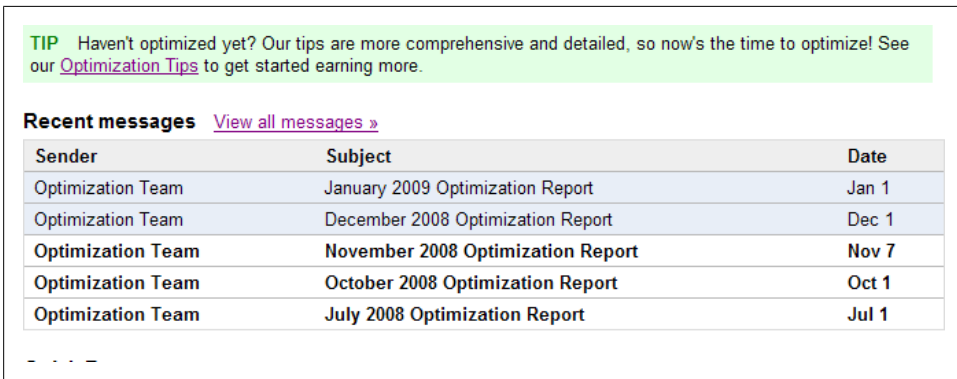 TIP Haven't optimized yet? Our tips are more comprehensive and detailed, so now's the time to optimize! See
our Optimization Tips to get started earning more.
Recent messages View all messages »
Sender Subject Date
Optimization Team January 2009 Optimization Report Jan 1
Optimization Team December 2008 Optimization Report Dec 1
Optimization Team November 2008 Optimization Report Nov 7
Optimization Team October 2008 Optimization Report Oct 1
Optimization Team July 2008 Optimization Report Jul 1